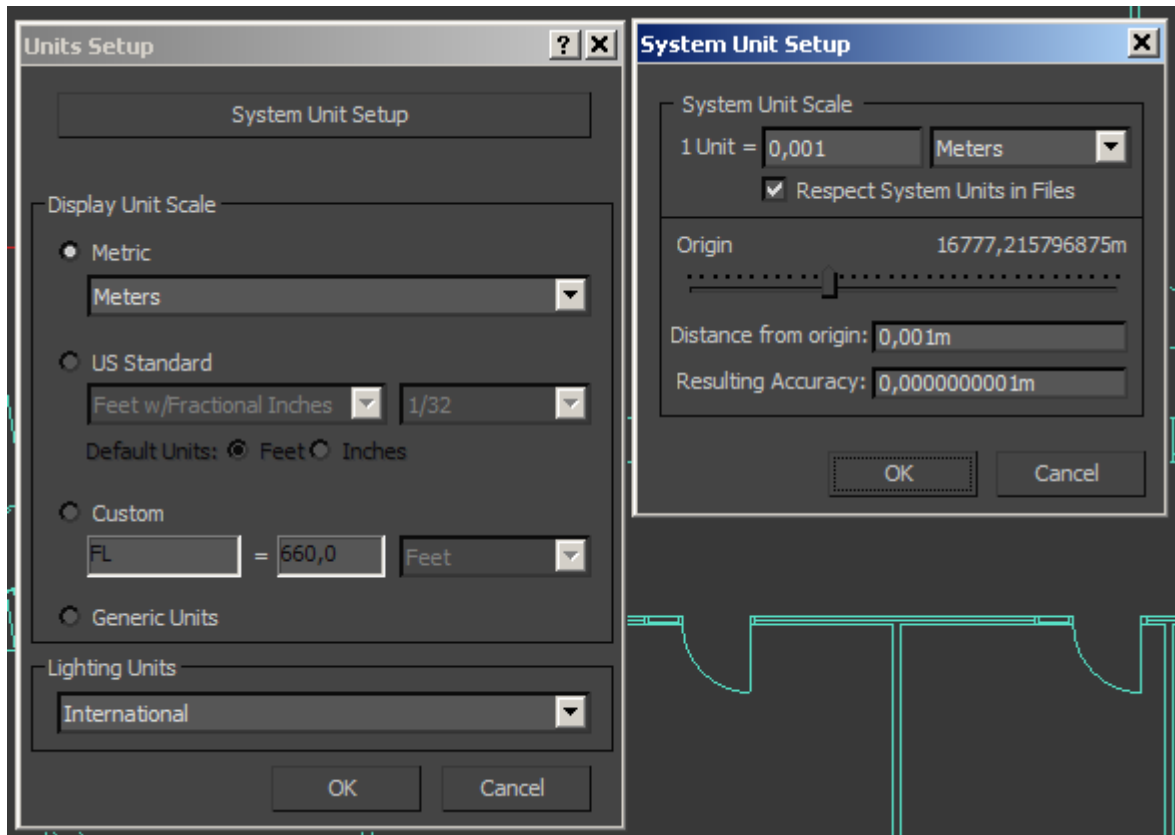 Units Setup
System Unit Setup
Display Unit Scale
Metric
Meters
US Standard
Feet w/Fractional Inches 1/32
Default Units: Feet Inches
Custom
FL = 660,0 Feet
Generic Units
Lighting Units
International
OK Cancel
System Unit Setup
System Unit Scale
1 Unit = 0,001 Meters
Respect System Units in Files
Origin 16777,215796875m
Distance from origin: 0,001m
Resulting Accuracy: 0,0000000001m
OK Cancel